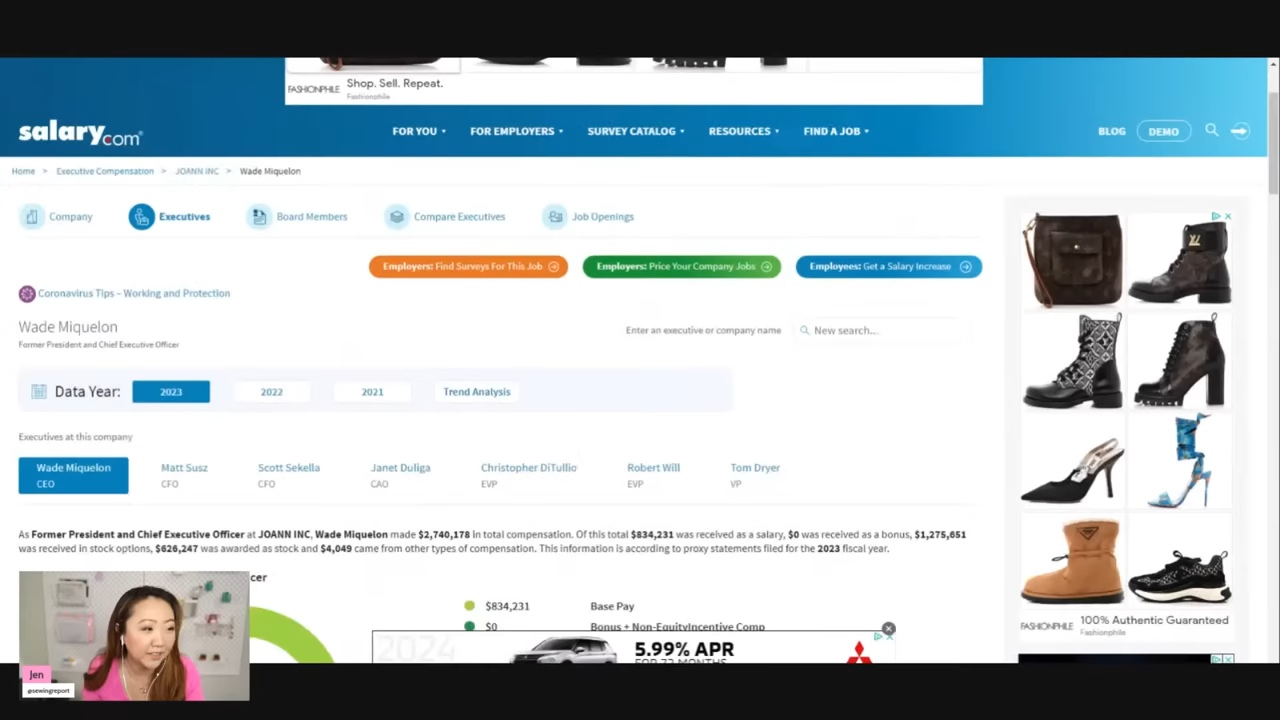 FASHIONPHILE
Shop. Sell. Repeat.
Fashionphile
salary.com
FOR YOU
FOR EMPLOYERS
SURVEY CATALOG
RESOURCES
FIND A JOB
BLOG
DEMO
Home > Executive Compensation > JOANN INC > Wade Miquelon
Company
Executives
Board Members
Compare Executives
Job Openings
Employers: Find Surveys For This Job
Employers: Price Your Company Jobs
Employees: Get a Salary Increase
Coronavirus Tips – Working and Protection
Wade Miquelon
Former President and Chief Executive Officer
Enter an executive or company name
New search...
Data Year:
2023
2022
2021
Trend Analysis
Executives at this company
Wade Miquelon
CEO
Matt Susz
CFO
Scott Sekella
CFO
Janet Duliga
CAO
Christopher DiTullio
EVP
Robert Will
EVP
Tom Dryer
VP
As Former President and Chief Executive Officer at JOANN INC, Wade Miquelon made $2,740,178 in total compensation. Of this total $834,231 was received as a salary, $0 was received as a bonus, $1,275,651
was received in stock options, $626,247 was awarded as stock and $4,049 came from other types of compensation. This information is according to proxy statements filed for the 2023 fiscal year.
cer
$834,231 Base Pay
$0 Bonus + Non-EquityIncentive Comp
2024
5.99% APR
FOR 72 MONTHS
FASHIONPHILE
100% Authentic Guaranteed
Fashionphile
Jen
@sewingreport